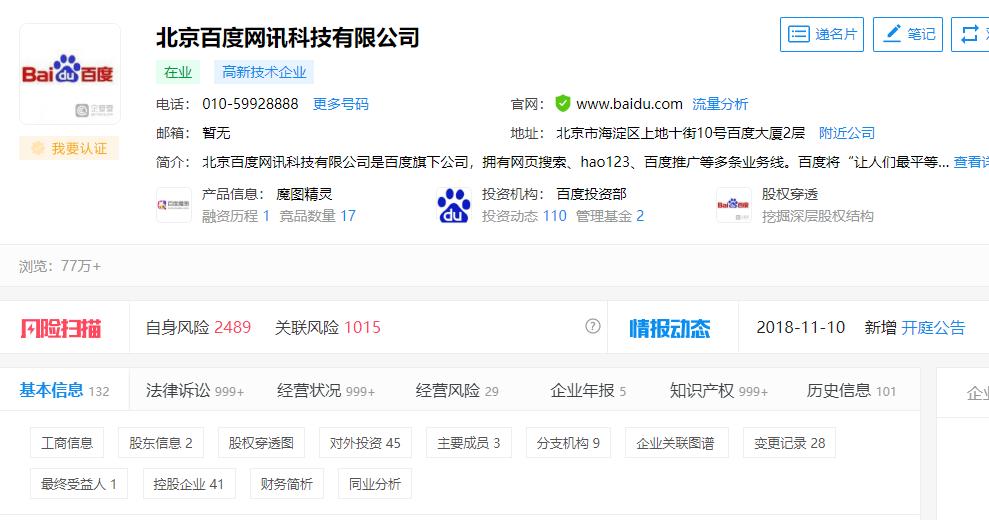 北京百度网讯科技有限公司
递名片 笔记
在业 高新技术企业
Bai du 百度
企查查
我要认证
电话： 010-59928888 更多号码 官网： www.baidu.com 流量分析
邮箱： 暂无 地址： 北京市海淀区上地十街10号百度大厦2层 附近公司
简介： 北京百度网讯科技有限公司是百度旗下公司，拥有网页搜索、hao123、百度推广等多条业务线。百度将“让人们最平等... 查看详
产品信息： 魔图精灵 投资机构： 百度投资部 股权穿透
融资历程 1 竞品数量 17 投资动态 110 管理基金 2 挖掘深层股权结构
du
Bai du 百度
浏览：77万+
风险扫描 自身风险 2489 关联风险 1015 ? 情报动态 2018-11-10 新增 开庭公告
基本信息 132 法律诉讼 999+ 经营状况 999+ 经营风险 29 企业年报 5 知识产权 999+ 历史信息 101 企业
工商信息 股东信息 2 股权穿透图 对外投资 45 主要成员 3 分支机构 9 企业关联图谱 变更记录 28
最终受益人 1 控股企业 41 财务简析 同业分析